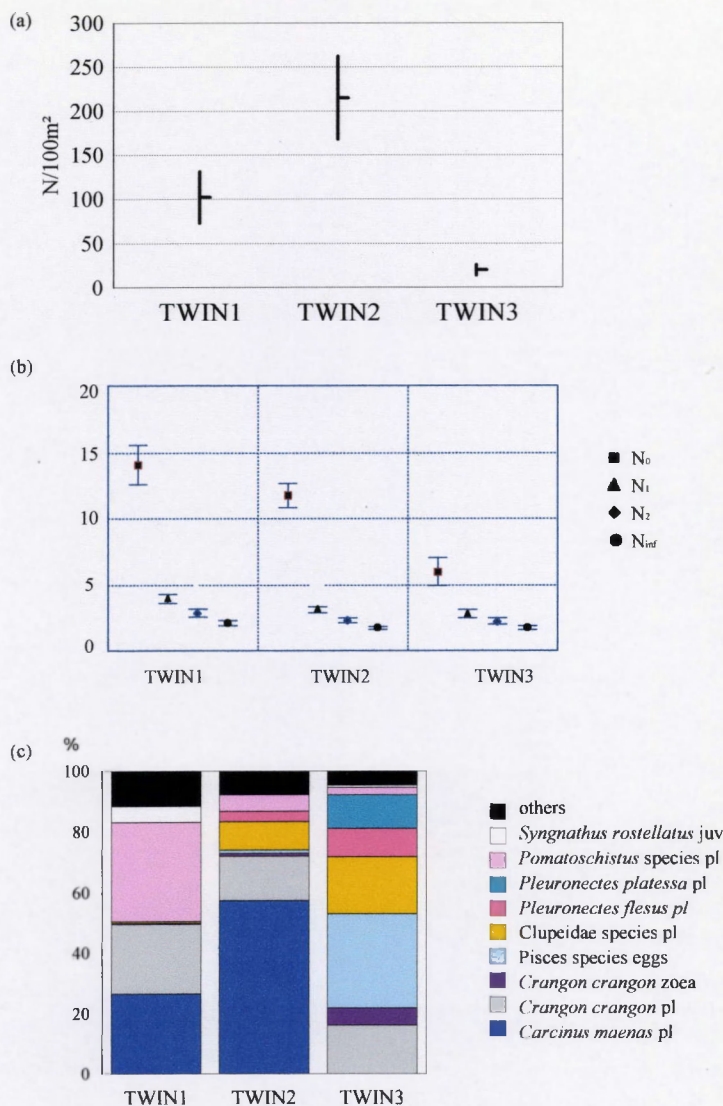 (a)
300
250
200
150
100
50
0
N/100m²
TWIN1 TWIN2 TWIN3
(b)
20
15
10
5
0
TWIN1 TWIN2 TWIN3
N₀
N₁
N₂
Nᵢₙf
(c)
%
100
80
60
40
20
0
TWIN1 TWIN2 TWIN3
others
Syngnathus rostellatus juv
Pomatoschistus species pl
Pleuronectes platessa pl
Pleuronectes flesus pl
Clupeidae species pl
Pisces species eggs
Crangon crangon zoea
Crangon crangon pl
Carcinus maenas pl